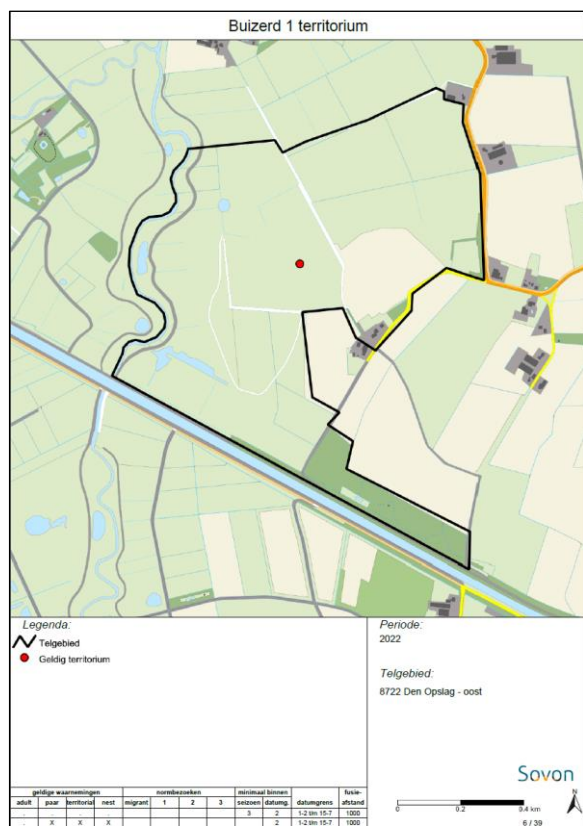 Buizerd 1 territorium
Legenda:
Telgebied
Geldig territorium
Periode:
2022
Telgebied:
8722 Den Opslag - oost
Sovon
0 0.2 0.4 km
N
6 / 39
geldige waarnemingen normbezoeken minimaal binnen fusie-
adult paar territorial nest migrant 1 2 3 seizoen datumg. datumgrens afstand
. . . . 3 2 1-2 t/m 15-7 1000
. X X X 2 1-2 t/m 15-7 1000